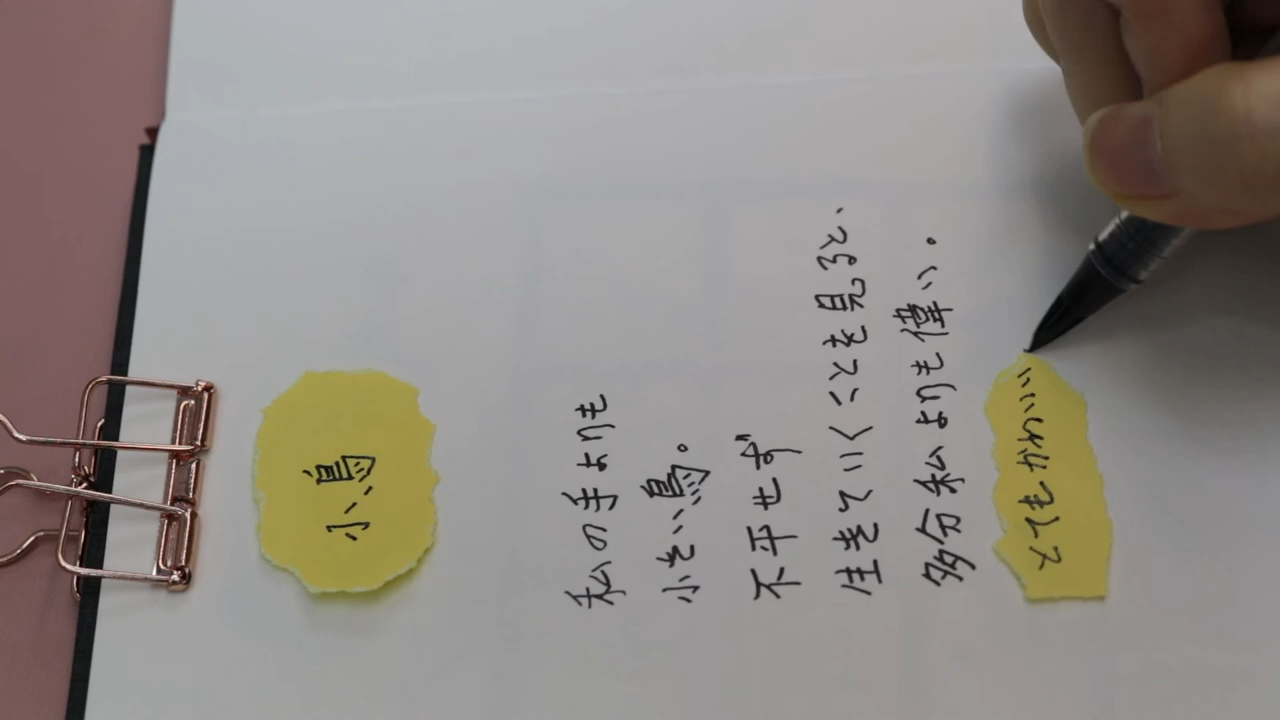 小鳥
私の手よりも
小さい鳥。
不平せず
生きていくことを見ると、
多分私よりも偉い。
とてもかわいい